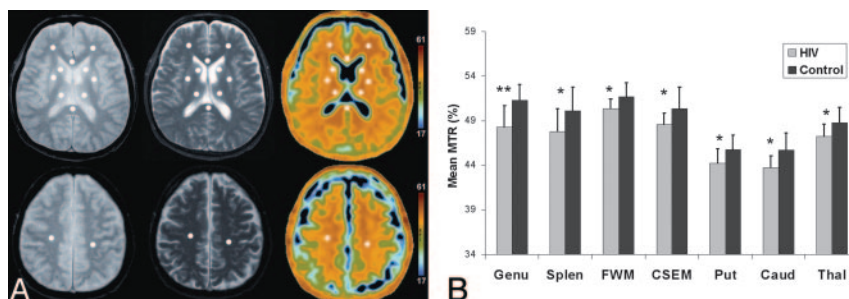 61
17
61
17
A
59
54
49
44
39
34
Mean MTR (%)
HIV
Control
**
*
*
*
*
*
*
Genu Splen FWM CSEM Put Caud Thal
B